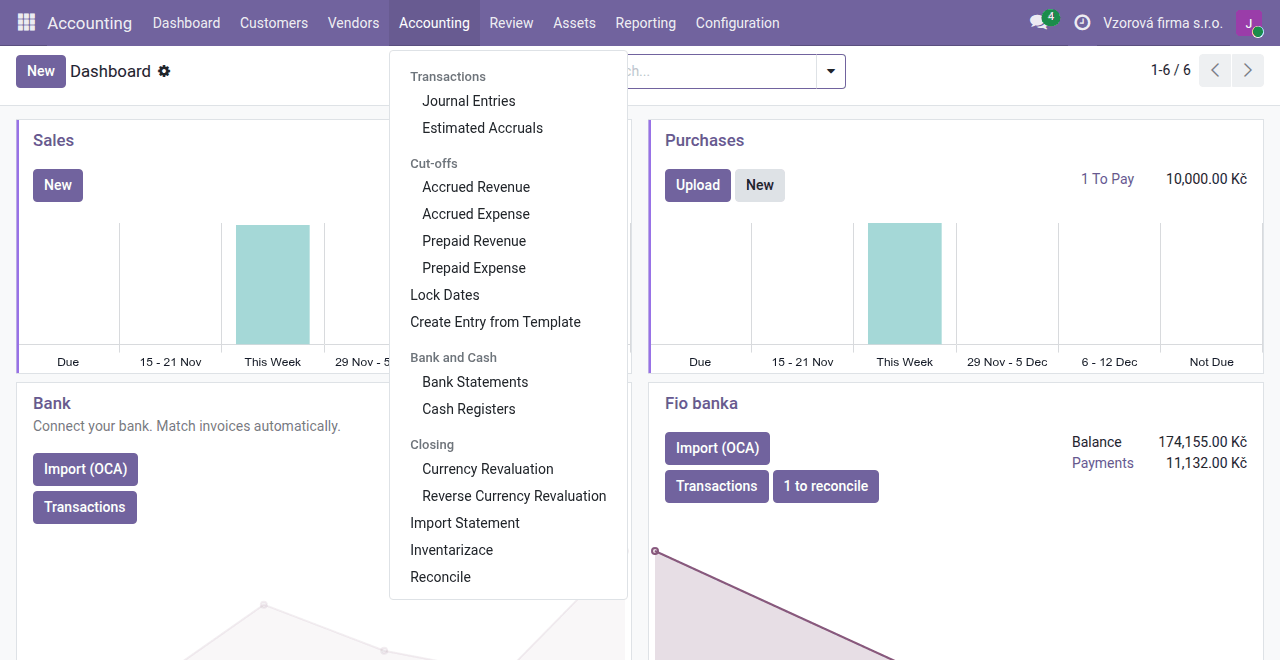 Accounting Dashboard Customers Vendors Accounting Review Assets Reporting Configuration 4 Vzorová firma s.r.o. J
New Dashboard ch... 1-6 / 6
Transactions
Journal Entries
Estimated Accruals
Cut-offs
Accrued Revenue
Accrued Expense
Prepaid Revenue
Prepaid Expense
Lock Dates
Create Entry from Template
Bank and Cash
Bank Statements
Cash Registers
Closing
Currency Revaluation
Reverse Currency Revaluation
Import Statement
Inventarizace
Reconcile
Sales
New
Due 15 - 21 Nov This Week 29 Nov - 5
Purchases
Upload New 1 To Pay 10,000.00 Kč
Due 15 - 21 Nov This Week 29 Nov - 5 Dec 6 - 12 Dec Not Due
Bank
Connect your bank. Match invoices automatically.
Import (OCA)
Transactions
Fio banka
Import (OCA) Balance 174,155.00 Kč
Payments 11,132.00 Kč
Transactions 1 to reconcile